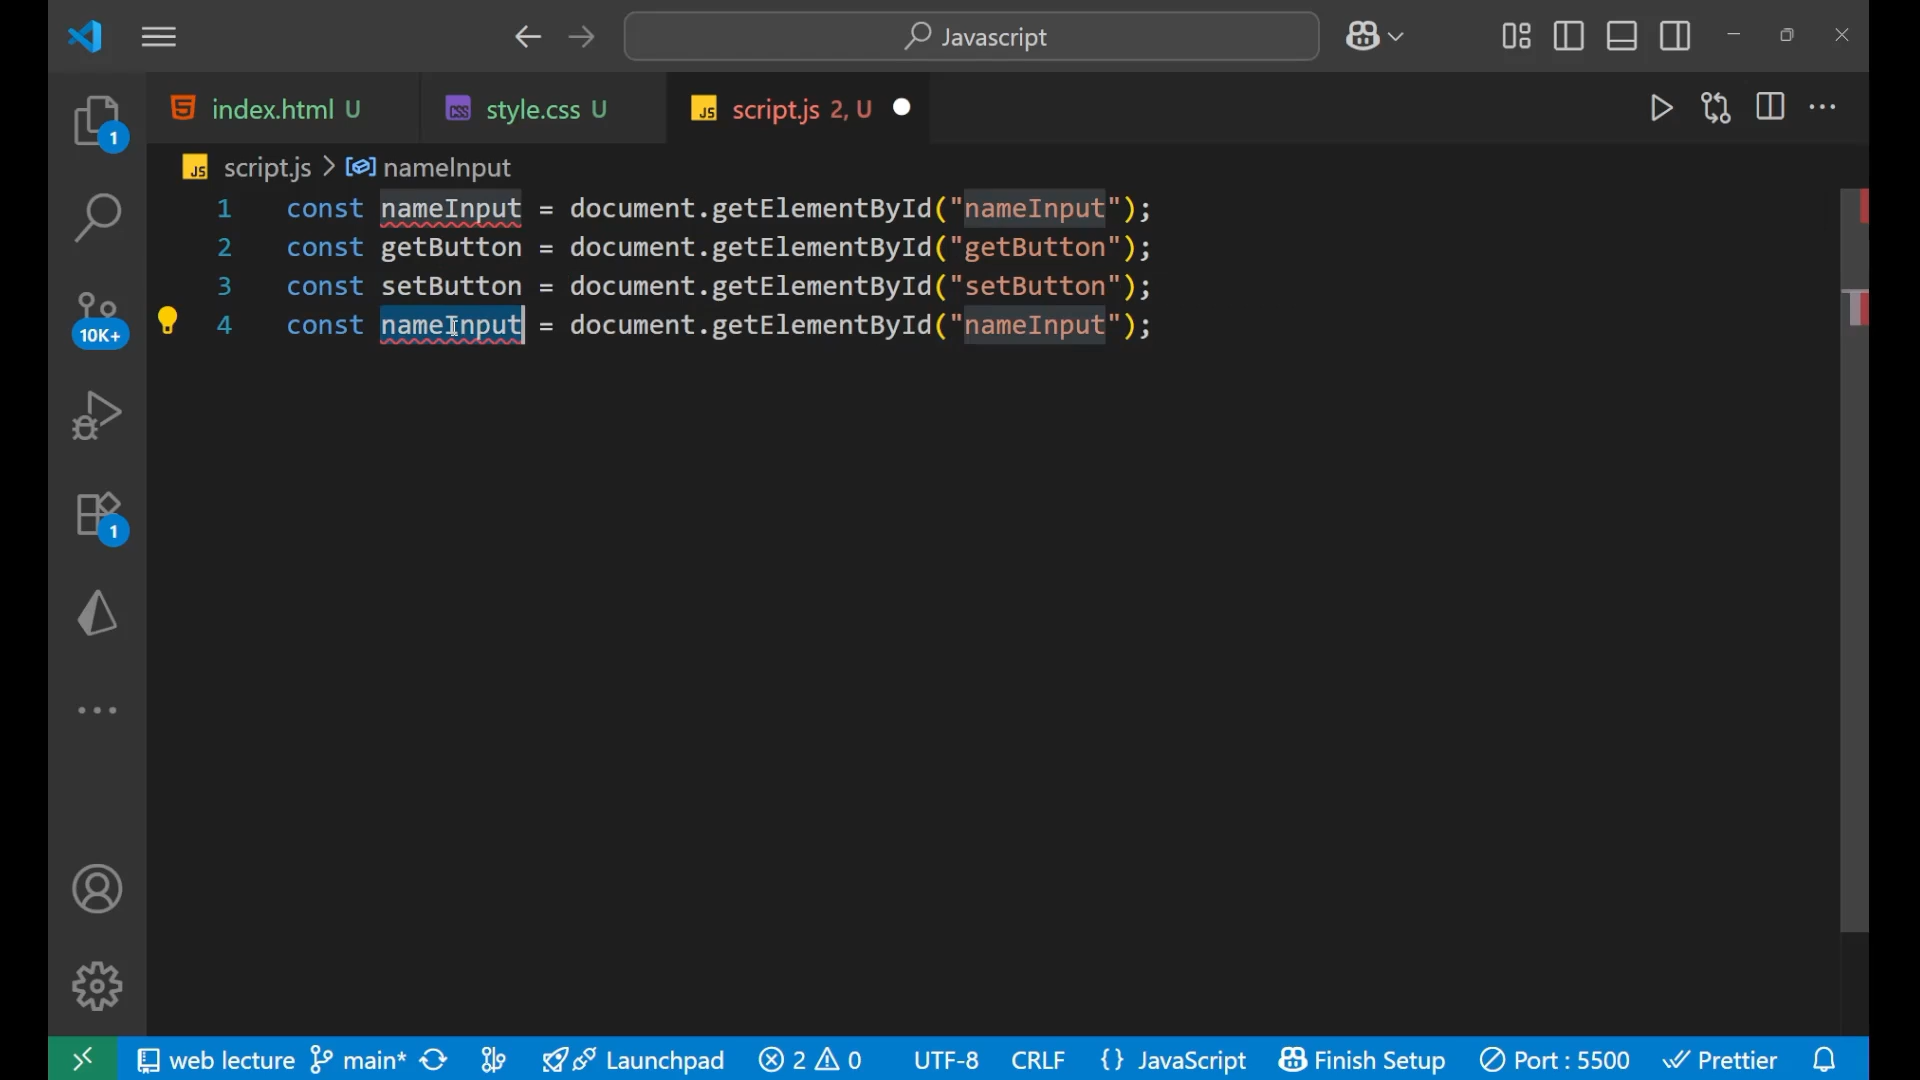 Javascript
index.html U
style.css U
script.js 2, U
script.js > nameInput
1 const nameInput = document.getElementById("nameInput");
2 const getButton = document.getElementById("getButton");
3 const setButton = document.getElementById("setButton");
4 const nameInput = document.getElementById("nameInput");
1
10K+
1
web lecture main* Launchpad 2 0 UTF-8 CRLF {} JavaScript Finish Setup Port : 5500 Prettier